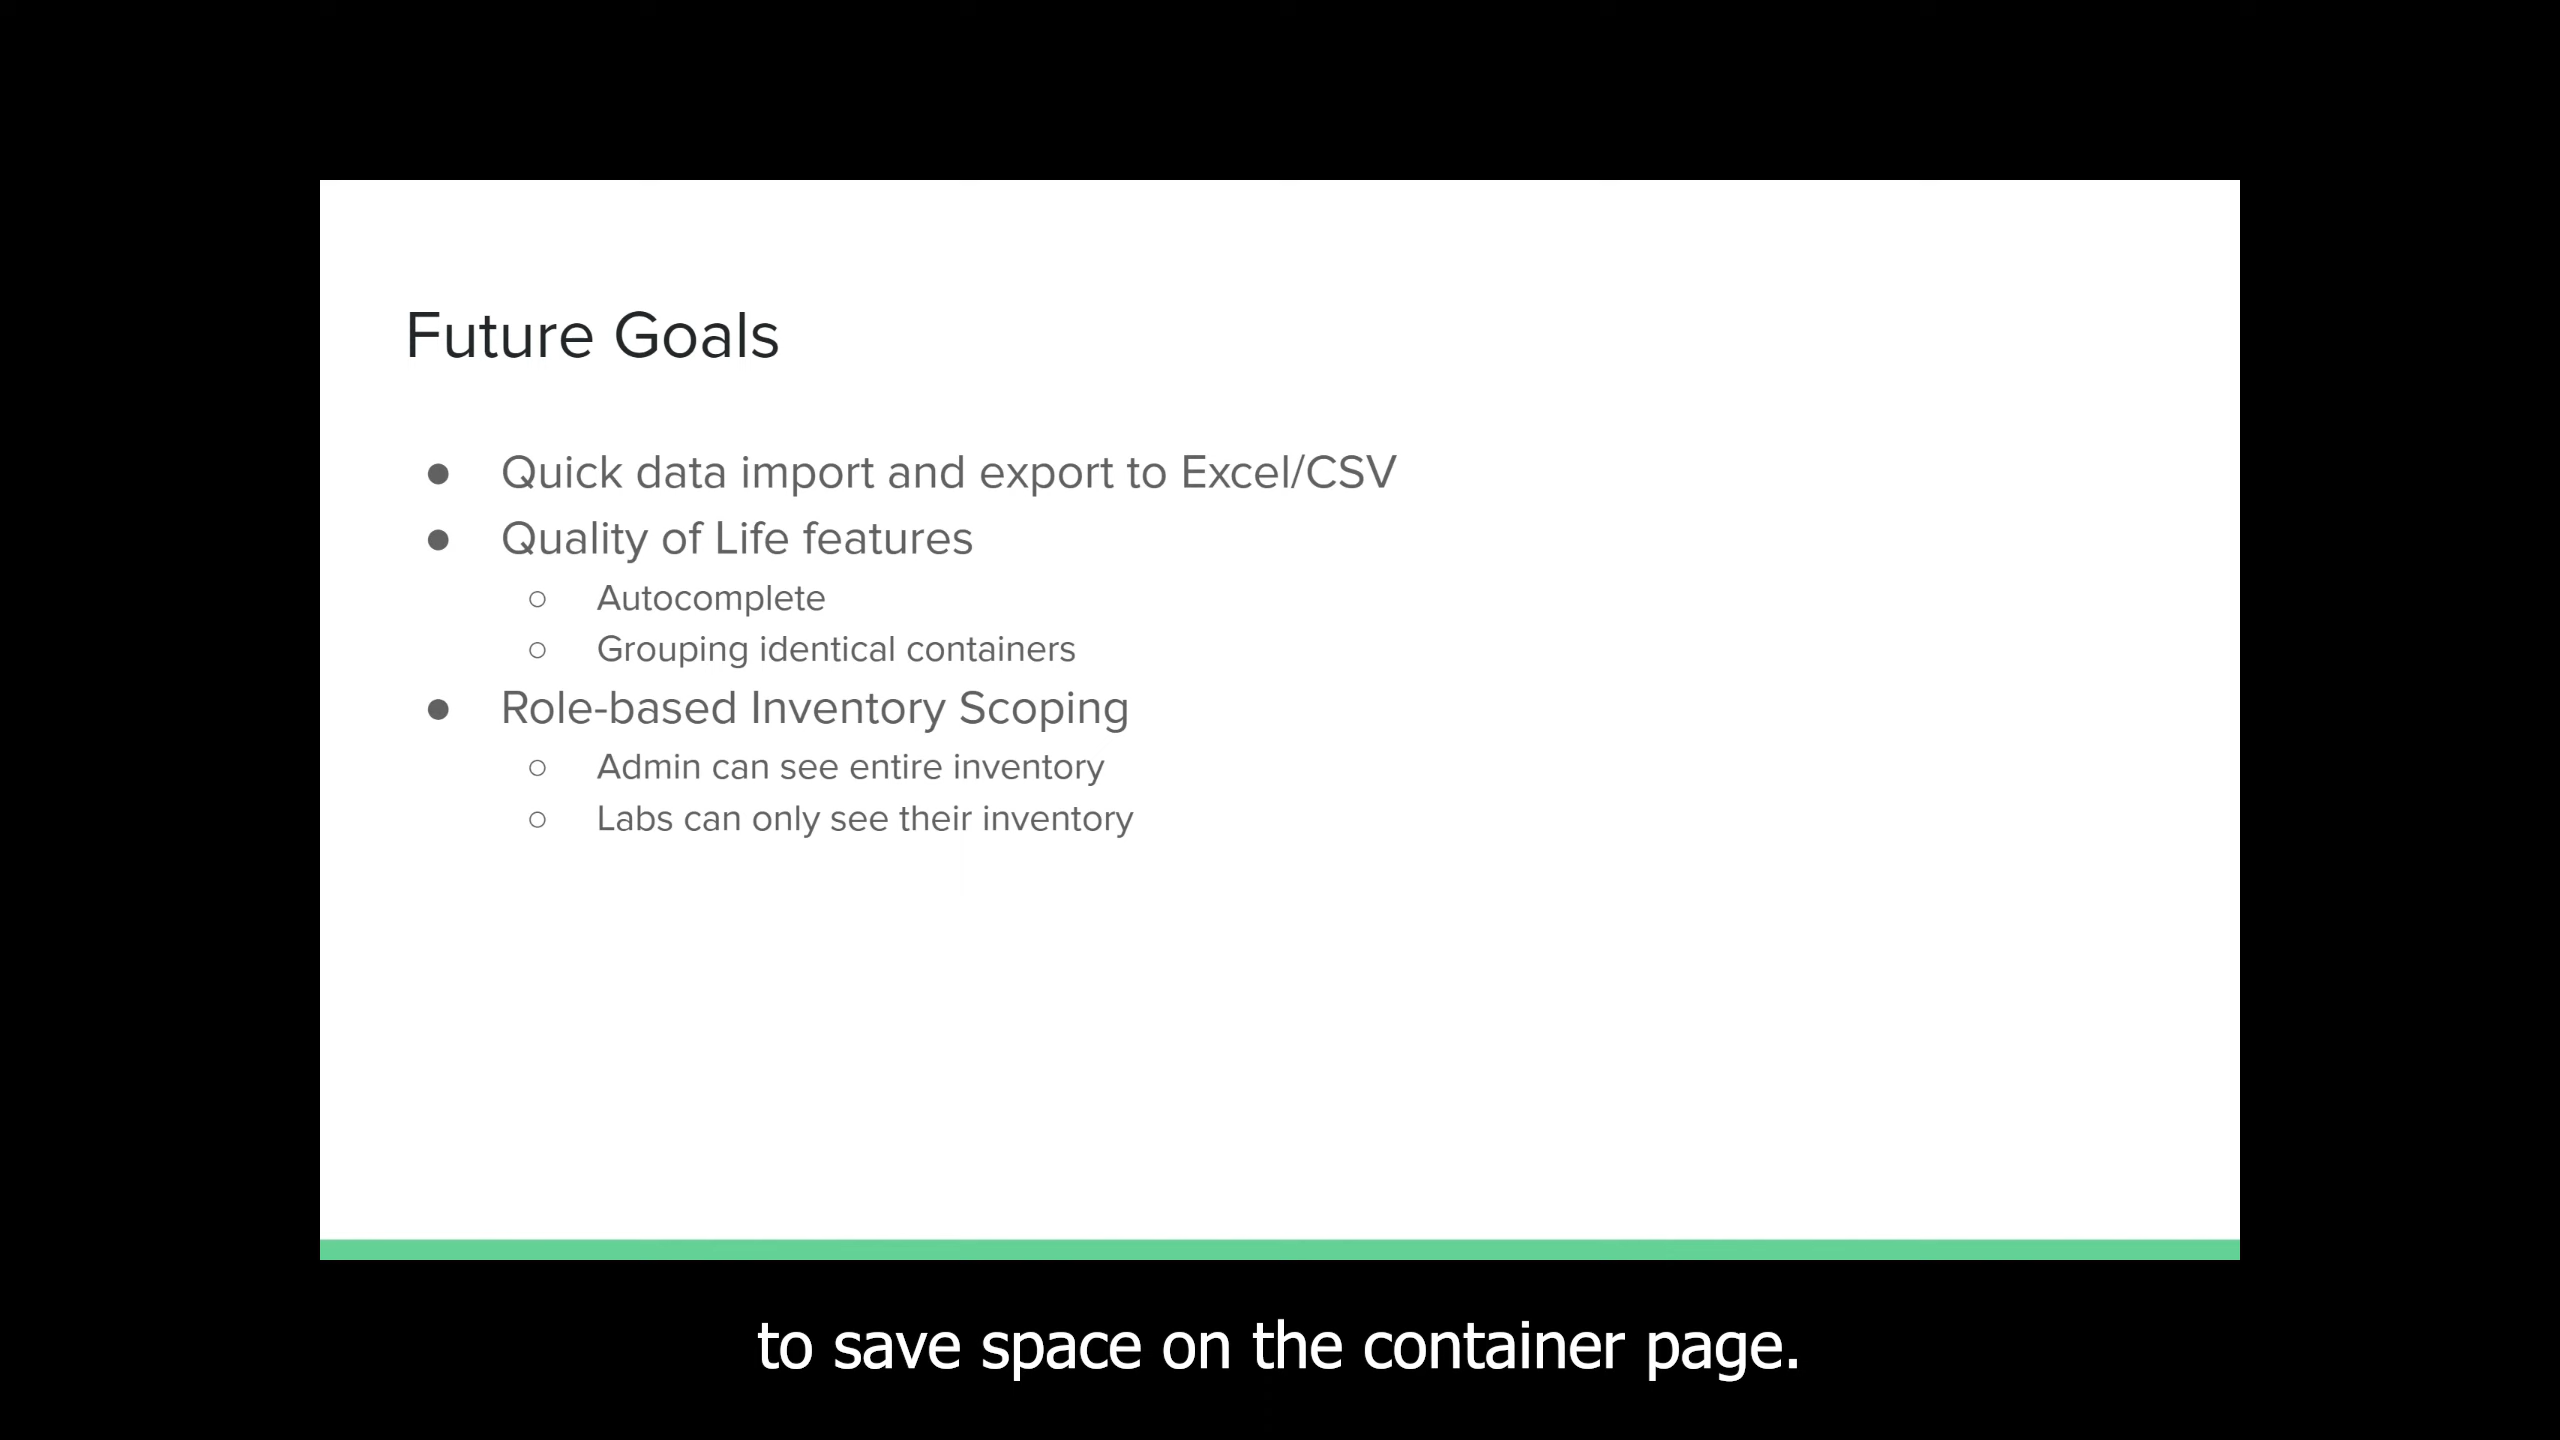 Future Goals
● Quick data import and export to Excel/CSV
● Quality of Life features
○ Autocomplete
○ Grouping identical containers
● Role-based Inventory Scoping
○ Admin can see entire inventory
○ Labs can only see their inventory
to save space on the container page.